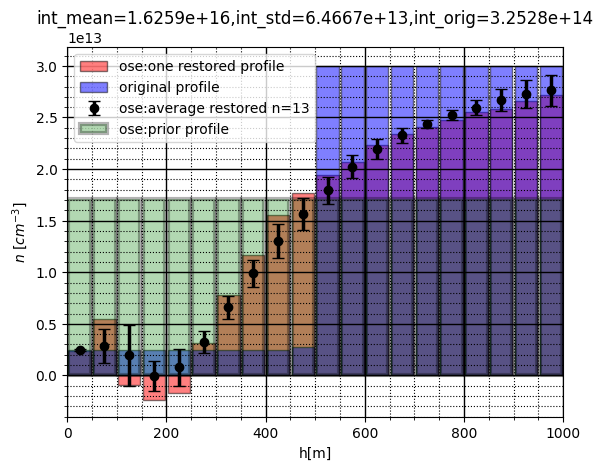 int_mean=1.6259e+16,int_std=6.4667e+13,int_orig=3.2528e+14
1e13
ose:one restored profile
original profile
ose:average restored n=13
ose:prior profile
3.0
2.5
2.0
1.5
1.0
0.5
0.0
n [cm⁻³]
0 200 400 600 800 1000
h[m]